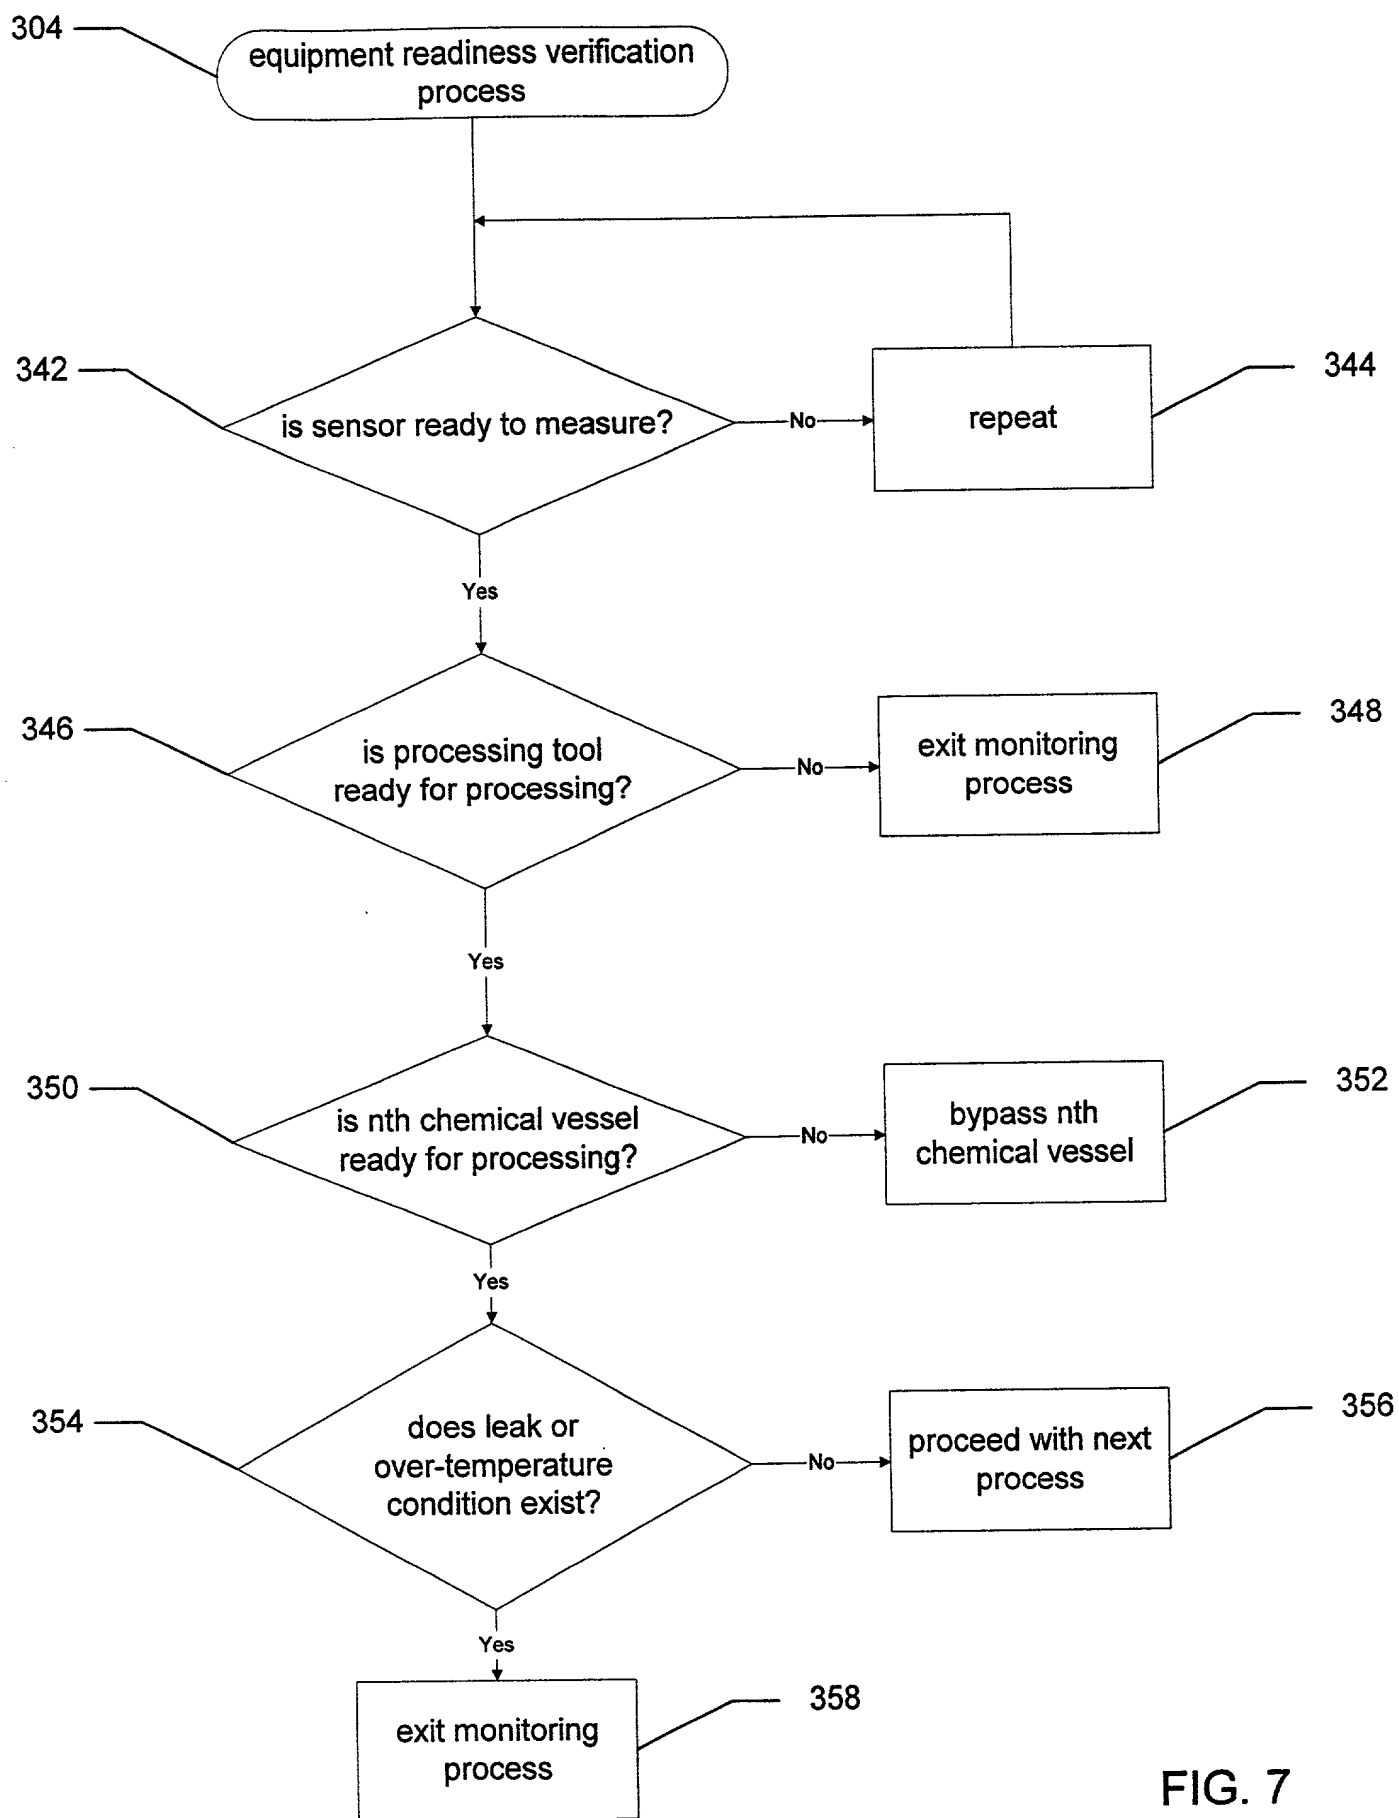 304
equipment readiness verification
process
342
is sensor ready to measure?
No
repeat
344
Yes
346
is processing tool
ready for processing?
No
exit monitoring
process
348
Yes
350
is nth chemical vessel
ready for processing?
No
bypass nth
chemical vessel
352
Yes
354
does leak or
over-temperature
condition exist?
No
proceed with next
process
356
Yes
exit monitoring
process
358
FIG. 7